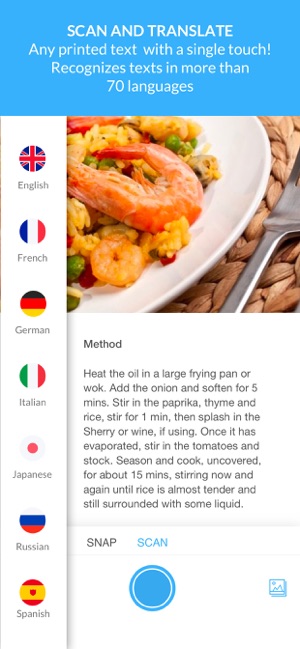 SCAN AND TRANSLATE
Any printed text with a single touch!
Recognizes texts in more than
70 languages
English
French
German
Italian
Japanese
Russian
Spanish
Method
Heat the oil in a large frying pan or
wok. Add the onion and soften for 5
mins. Stir in the paprika, thyme and
rice, stir for 1 min, then splash in the
Sherry or wine, if using. Once it has
evaporated, stir in the tomatoes and
stock. Season and cook, uncovered,
for about 15 mins, stirring now and
again until rice is almost tender and
still surrounded with some liquid.
SNAP SCAN